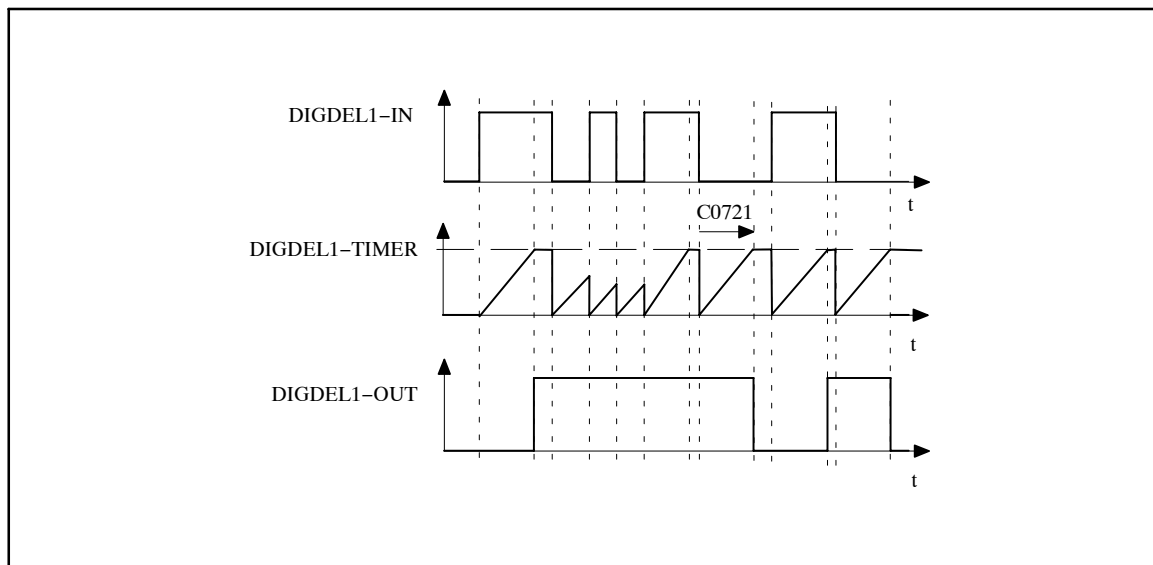 DIGDEL1−IN
t
C0721
DIGDEL1−TIMER
t
DIGDEL1−OUT
t